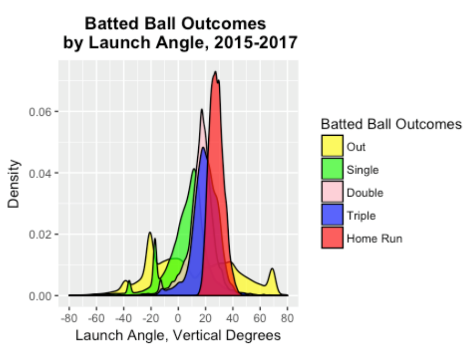 Batted Ball Outcomes
by Launch Angle, 2015-2017
Density
0.06
0.04
0.02
0.00
-80 -60 -40 -20 0 20 40 60 80
Launch Angle, Vertical Degrees
Batted Ball Outcomes
Out
Single
Double
Triple
Home Run